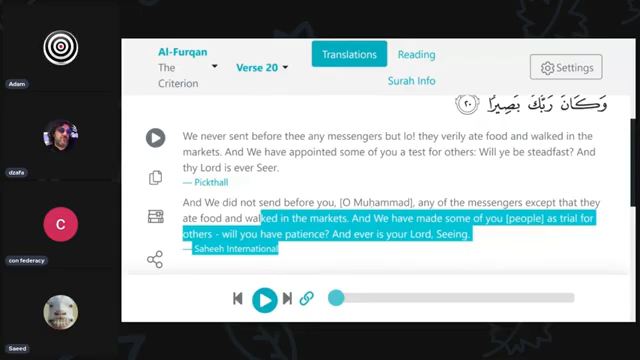 Al-Furqan
The
Criterion
Verse 20
Translations
Reading
Surah Info
Settings
وَكَانَ رَبُّكَ بَصِيرًا ٢٠
We never sent before thee any messengers but lo! they verily ate food and walked in the
markets. And We have appointed some of you a test for others: Will ye be steadfast? And
thy Lord is ever Seer.
— Pickthall
And We did not send before you, [O Muḥammad], any of the messengers except that they
ate food and walked in the markets. And We have made some of you [people] as trial for
others - will you have patience? And ever is your Lord, Seeing.
— Saheeh International
Adam
dzafa
C
con federacy
Saeed